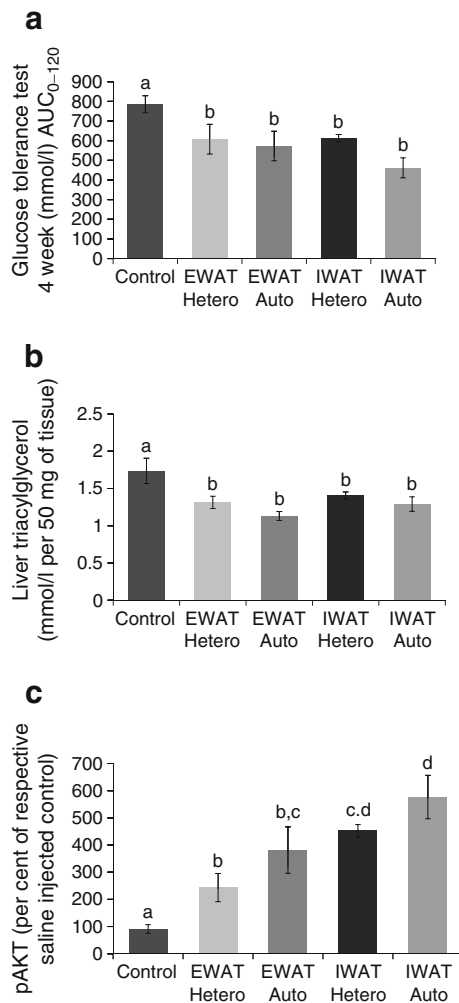 a
Glucose tolerance test
4 week (mmol/l) AUC0–120
900
800
700
600
500
400
300
200
100
0
a
b
b
b
b
Control
EWAT
Hetero
EWAT
Auto
IWAT
Hetero
IWAT
Auto
b
Liver triacylglycerol
(mmol/l per 50 mg of tissue)
2.5
2
1.5
1
0.5
0
a
b
b
b
b
Control
EWAT
Hetero
EWAT
Auto
IWAT
Hetero
IWAT
Auto
c
pAKT (per cent of respective
saline injected control)
700
600
500
400
300
200
100
0
a
b
b,c
c.d
d
Control
EWAT
Hetero
EWAT
Auto
IWAT
Hetero
IWAT
Auto